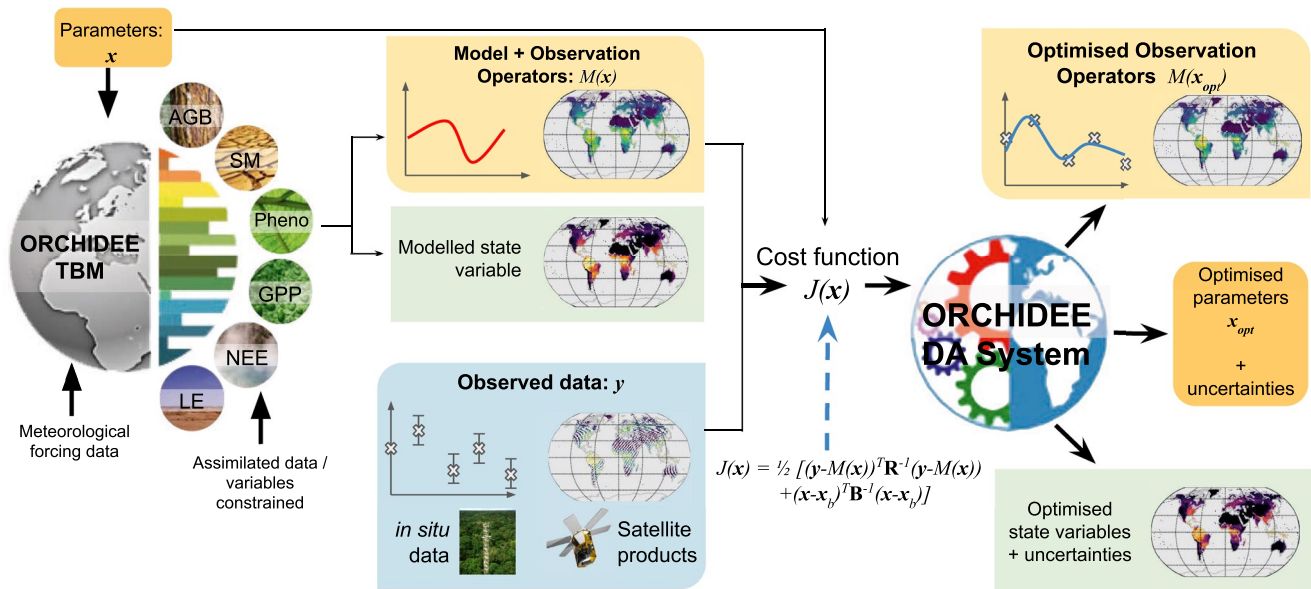 Parameters:
x
ORCHIDEE
TBM
AGB
SM
Pheno
GPP
NEE
LE
Meteorological
forcing data
Assimilated data /
variables
constrained
Model + Observation
Operators: M(x)
Modelled state
variable
Observed data: y
in situ
data
Satellite
products
Cost function
J(x)
J(x) = ½ [(y-M(x))ᵀR⁻¹(y-M(x))
+(x-x_b)ᵀB⁻¹(x-x_b)]
ORCHIDEE
DA System
Optimised Observation
Operators M(x_opt)
Optimised
parameters
x_opt
+
uncertainties
Optimised
state variables
+ uncertainties